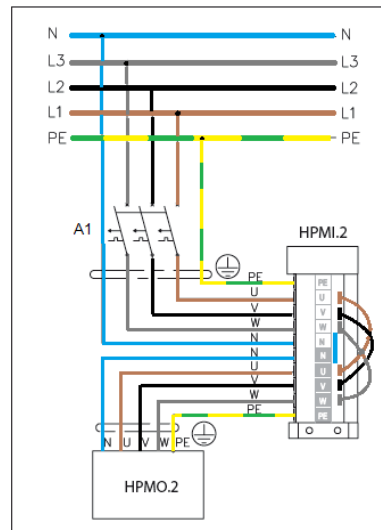 N N
L3 L3
L2 L2
L1 L1
PE PE
A1
HPMI.2
PE PE
U U
V V
W W
N N
N N
U U
V V
W W
PE PE
N U V W PE
HPMO.2